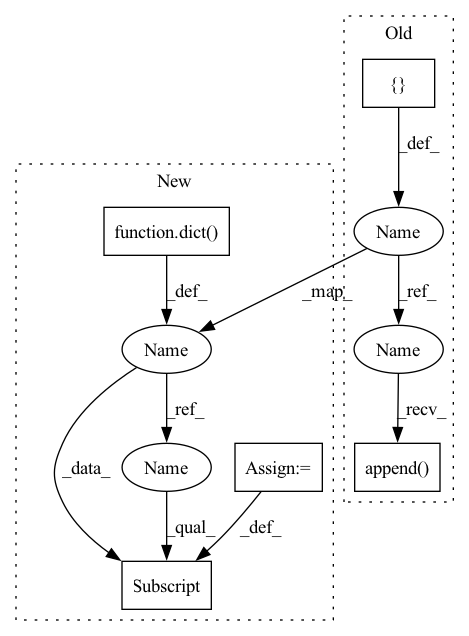 Old
{}
_def_
New
function.dict()
Name
_def_
_map_
_ref_
Name
Name
_ref_
_recv_
_data_
Name
Assign:=
append()
_qual_
_def_
Subscript